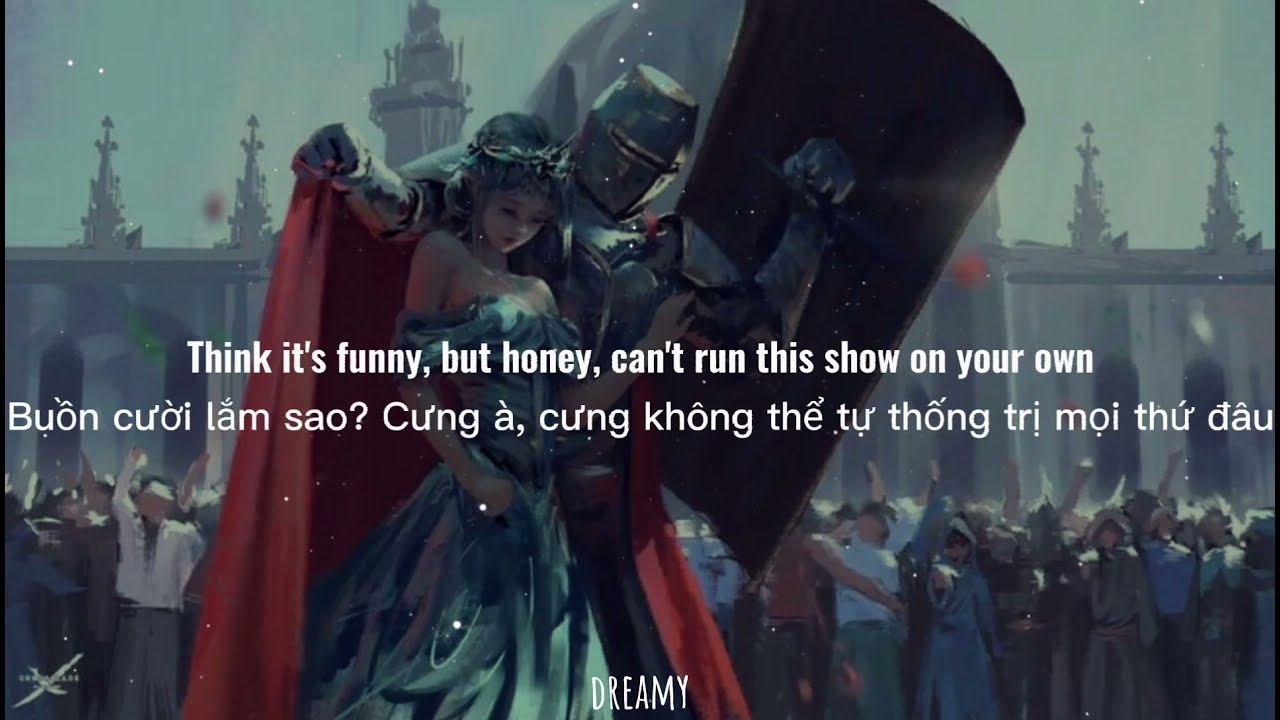 Think it's funny, but honey, can't run this show on your own
Buồn cười lắm sao? Cưng à, cưng không thể tự thống trị mọi thứ đâu
DREAMY